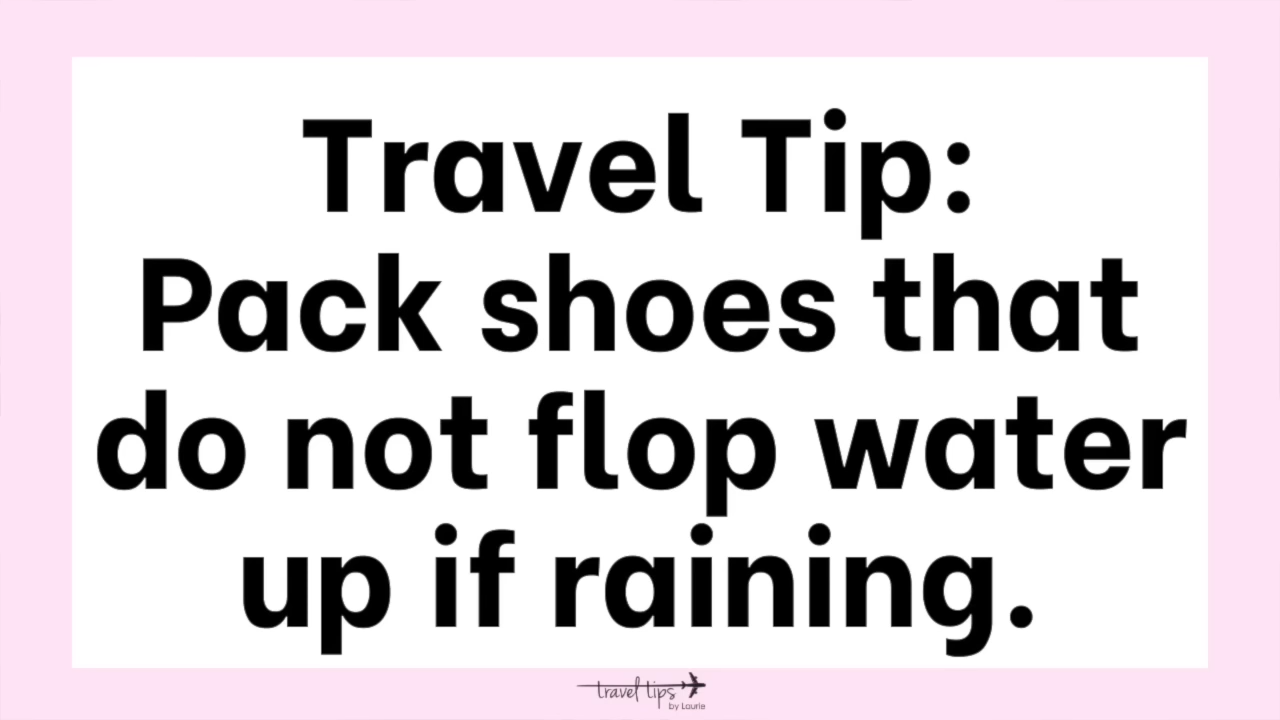 Travel Tip:
Pack shoes that
do not flop water
up if raining.
travel tips
by Laurie